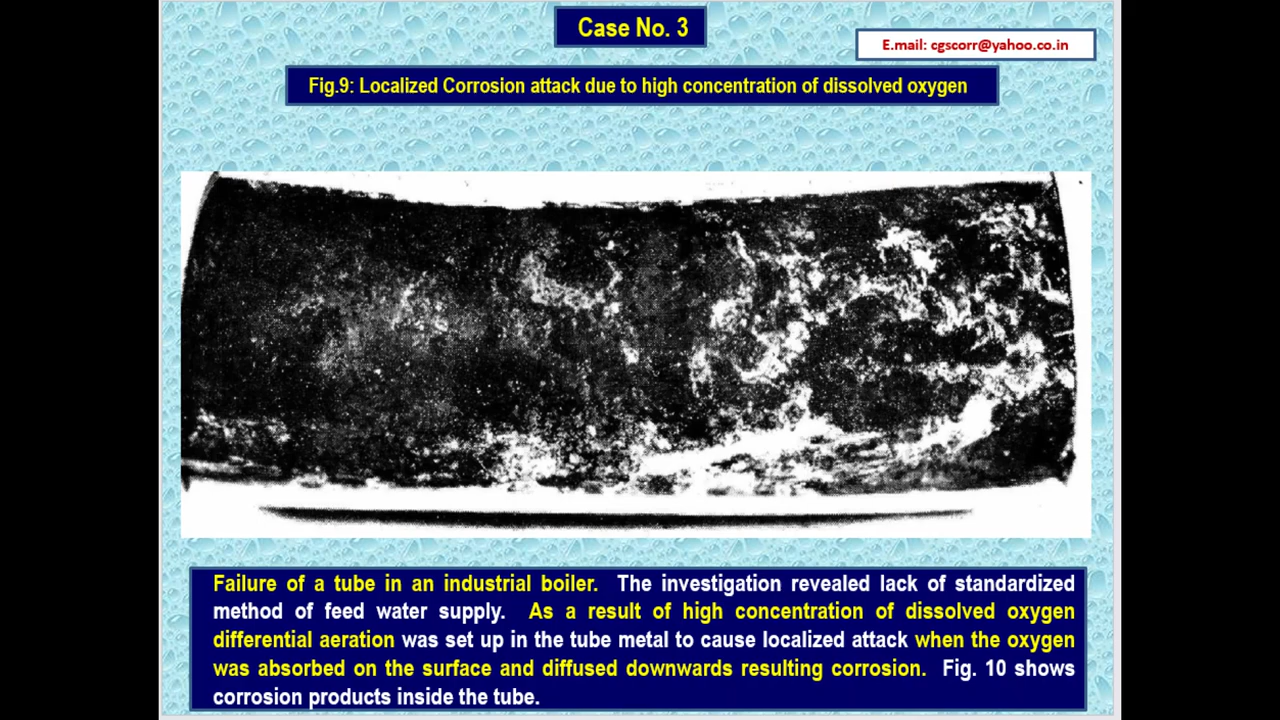 Case No. 3
E.mail: cgscorr@yahoo.co.in
Fig.9: Localized Corrosion attack due to high concentration of dissolved oxygen
Failure of a tube in an industrial boiler. The investigation revealed lack of standardized
method of feed water supply. As a result of high concentration of dissolved oxygen
differential aeration was set up in the tube metal to cause localized attack when the oxygen
was absorbed on the surface and diffused downwards resulting corrosion. Fig. 10 shows
corrosion products inside the tube.